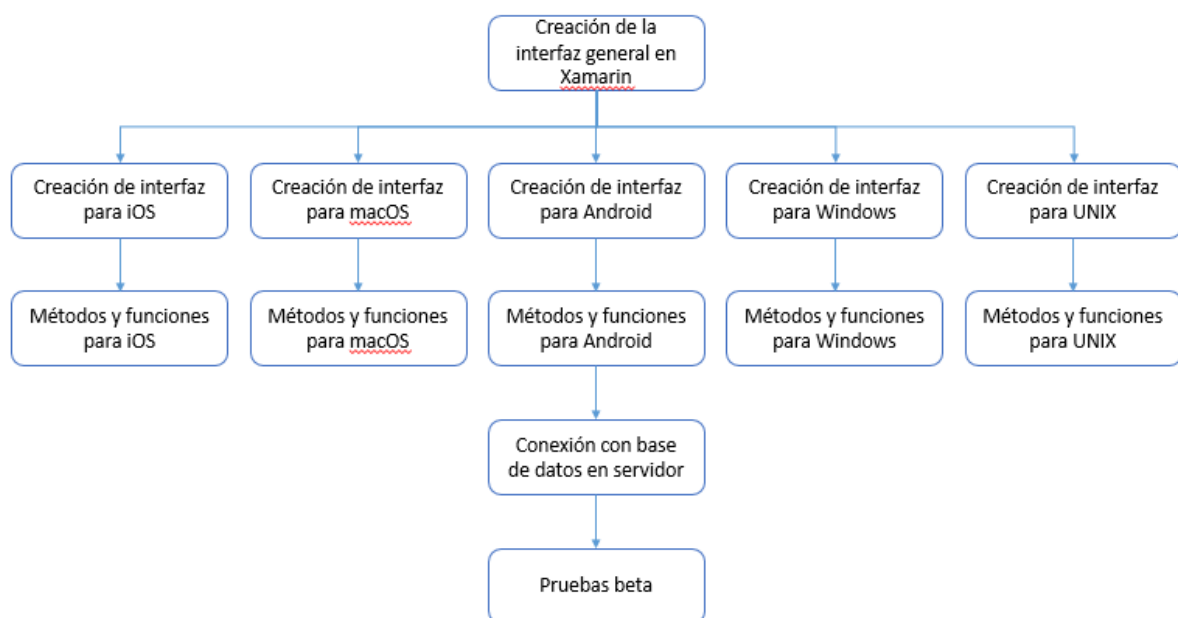 Creación de la
interfaz general en
Xamarin
Creación de interfaz
para iOS
Creación de interfaz
para macOS
Creación de interfaz
para Android
Creación de interfaz
para Windows
Creación de interfaz
para UNIX
Métodos y funciones
para iOS
Métodos y funciones
para macOS
Métodos y funciones
para Android
Métodos y funciones
para Windows
Métodos y funciones
para UNIX
Conexión con base
de datos en servidor
Pruebas beta